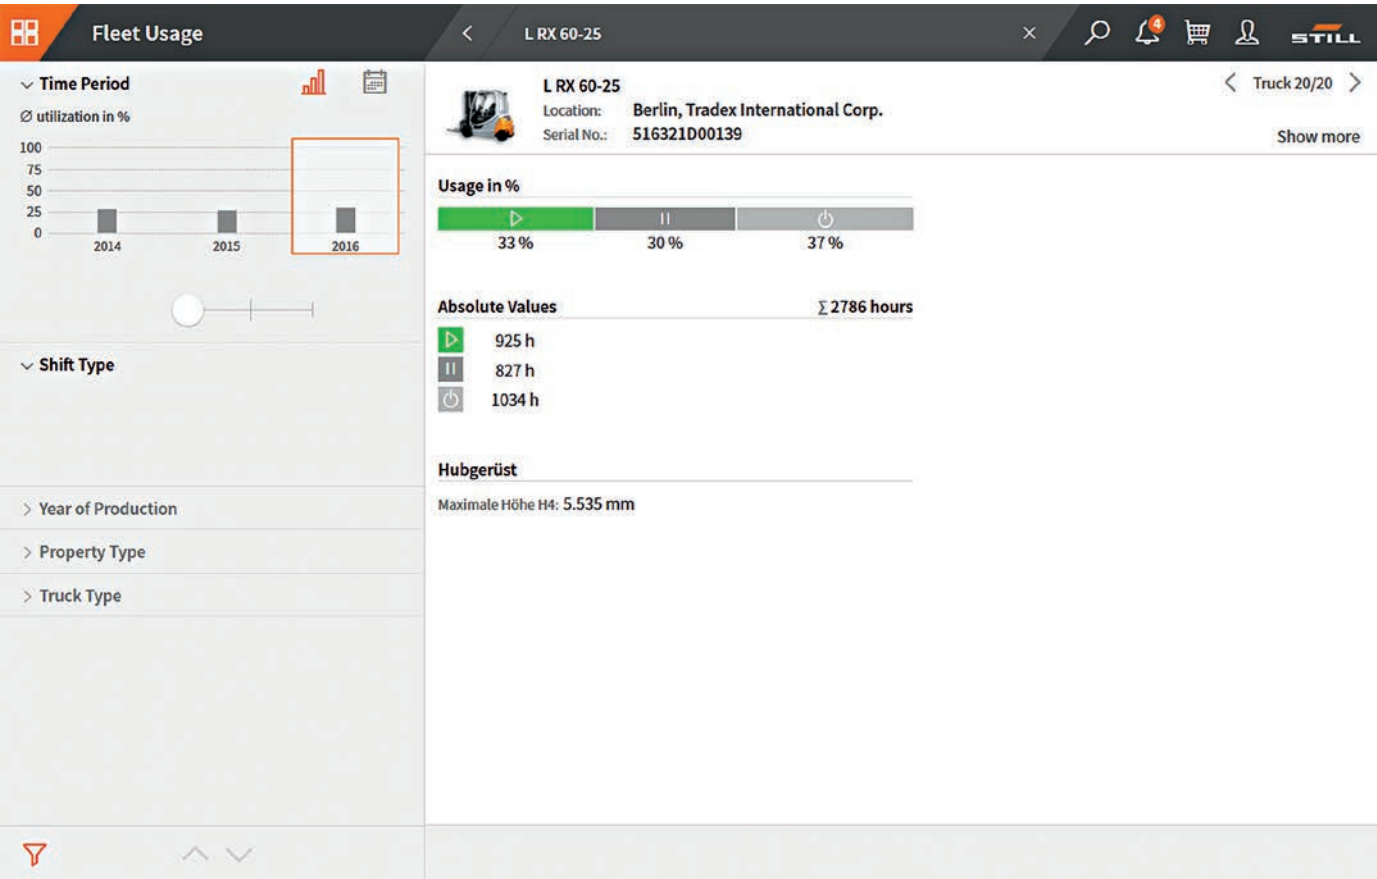 Fleet Usage
L RX 60-25
4
STILL
Time Period
Ø utilization in %
100
75
50
25
0
2014 2015 2016
Shift Type
Year of Production
Property Type
Truck Type
L RX 60-25
Location: Berlin, Tradex International Corp.
Serial No.: 516321D00139
Truck 20/20
Show more
Usage in %
33 % 30 % 37 %
Absolute Values ∑ 2786 hours
925 h
827 h
1034 h
Hubgerüst
Maximale Höhe H4: 5.535 mm